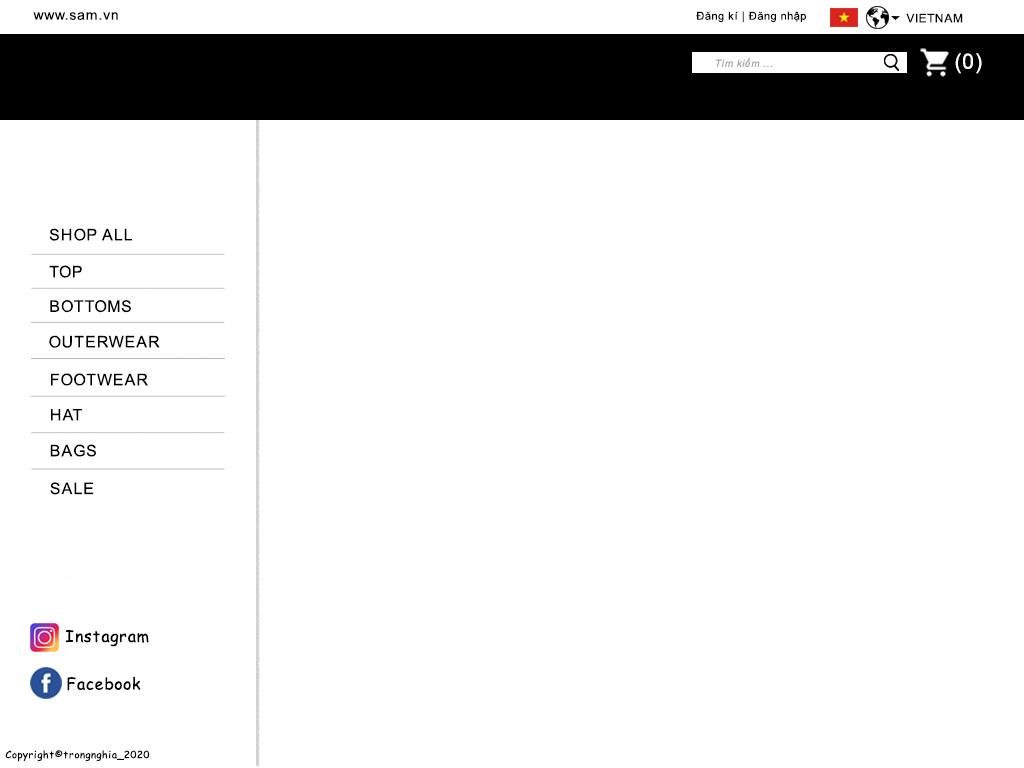 www.sam.vn
Đăng kí | Đăng nhập
VIETNAM
Tìm kiếm ...
(0)
SHOP ALL
TOP
BOTTOMS
OUTERWEAR
FOOTWEAR
HAT
BAGS
SALE
Instagram
Facebook
Copyright©trongnghia_2020